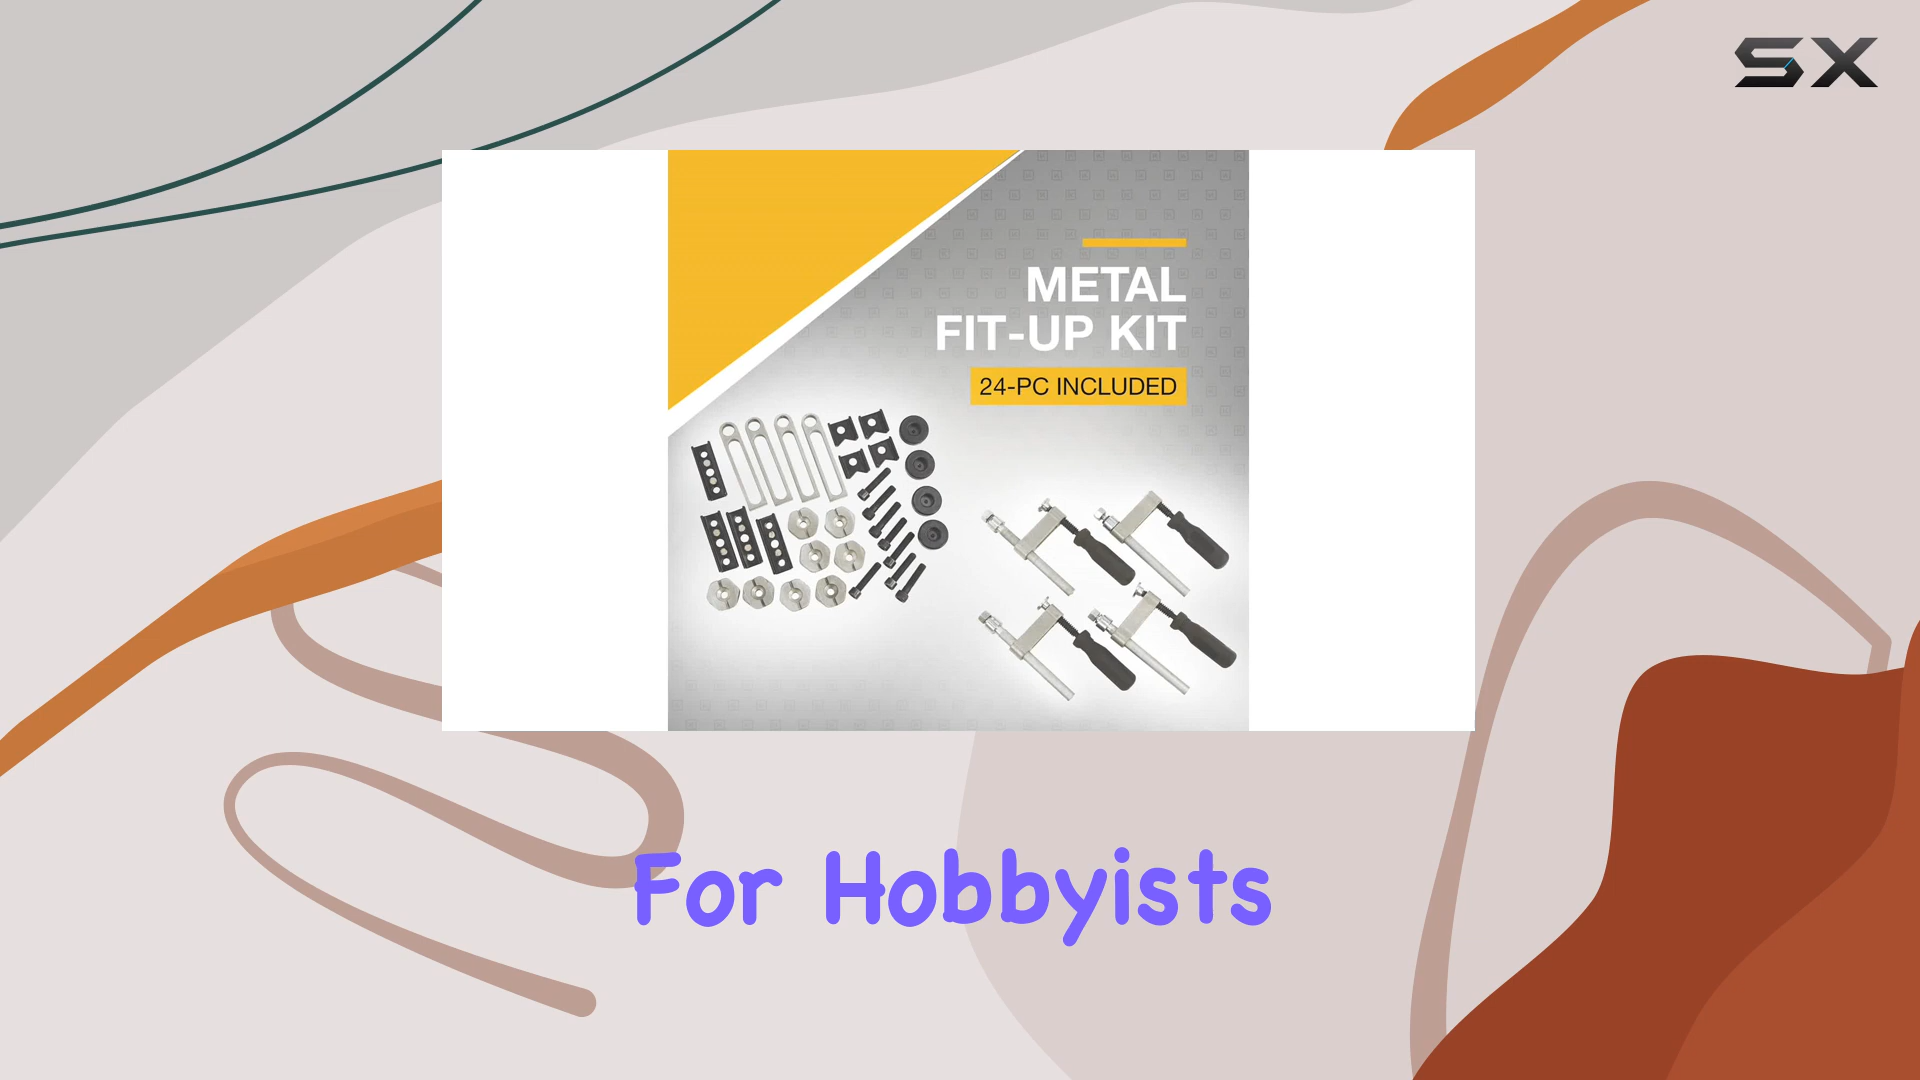 SX
METAL
FIT-UP KIT
24-PC INCLUDED
For Hobbyists